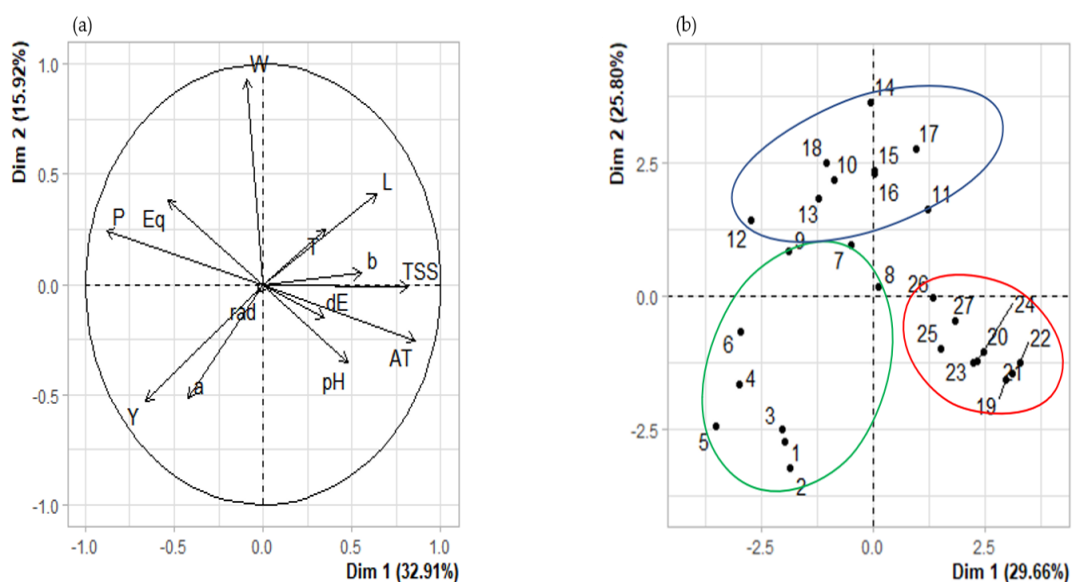 (a)
Dim 2 (15.92%)
1.0
0.5
0.0
-0.5
-1.0
W
L
P
Eq
T
b
TSS
rad
dE
AT
pH
a
Y
-1.0 -0.5 0.0 0.5 1.0
Dim 1 (32.91%)
(b)
Dim 2 (25.80%)
2.5
0.0
-2.5
14
17
18
10
15
16
11
13
12
9
7
8
26
27
24
25
20
22
6
23
21
4
19
3
5
1
2
-2.5 0.0 2.5
Dim 1 (29.66%)